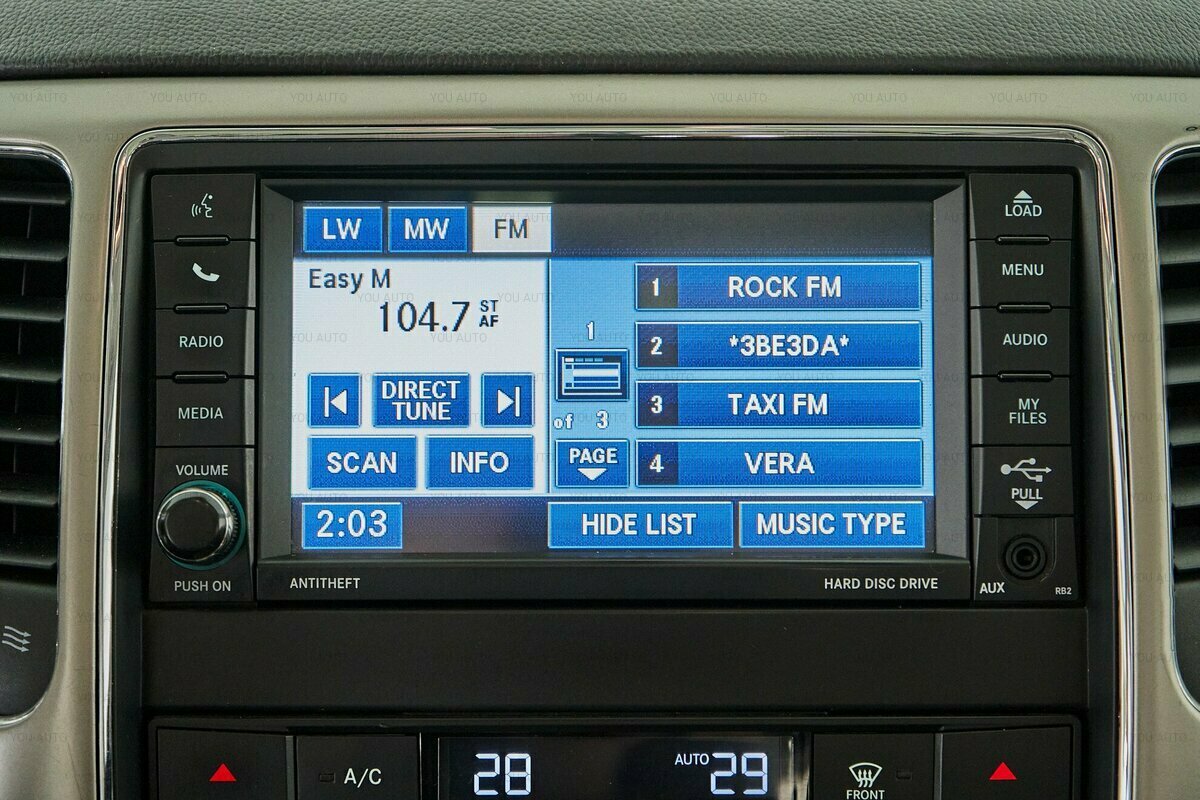 YOU AUTO
LW MW FM
Easy M
104.7 ST AF
DIRECT TUNE
SCAN INFO
1 of 3
PAGE
1 ROCK FM
2 *3BE3DA*
3 TAXI FM
4 VERA
2:03 HIDE LIST MUSIC TYPE
RADIO
MEDIA
VOLUME
PUSH ON
LOAD
MENU
AUDIO
MY
FILES
PULL
AUX RB2
ANTITHEFT HARD DISC DRIVE
A/C 28 AUTO 29 FRONT